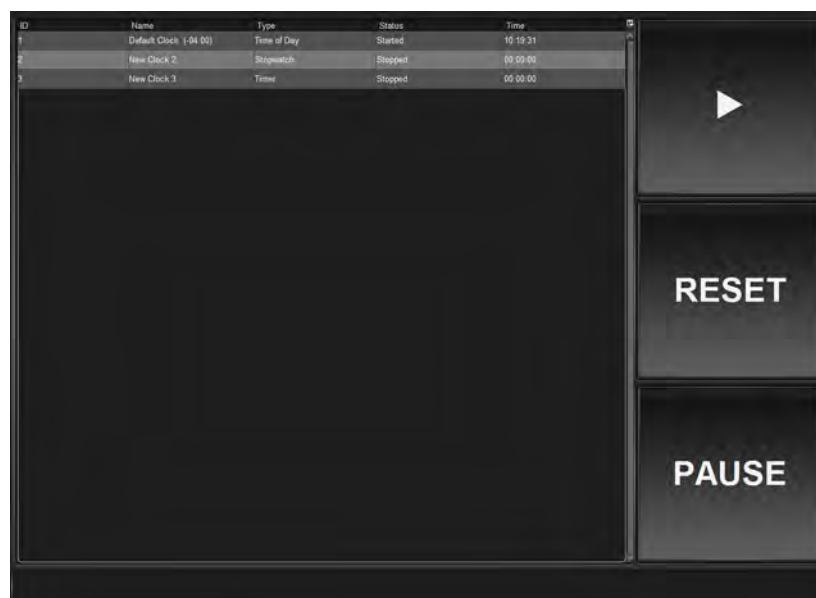 ID Name Type Status Time
1 Default Clock (-04:00) Time of Day Started 10:19:31
2 New Clock 2 Stopwatch Stopped 00:00:00
3 New Clock 3 Timer Stopped 00:00:00
RESET
PAUSE